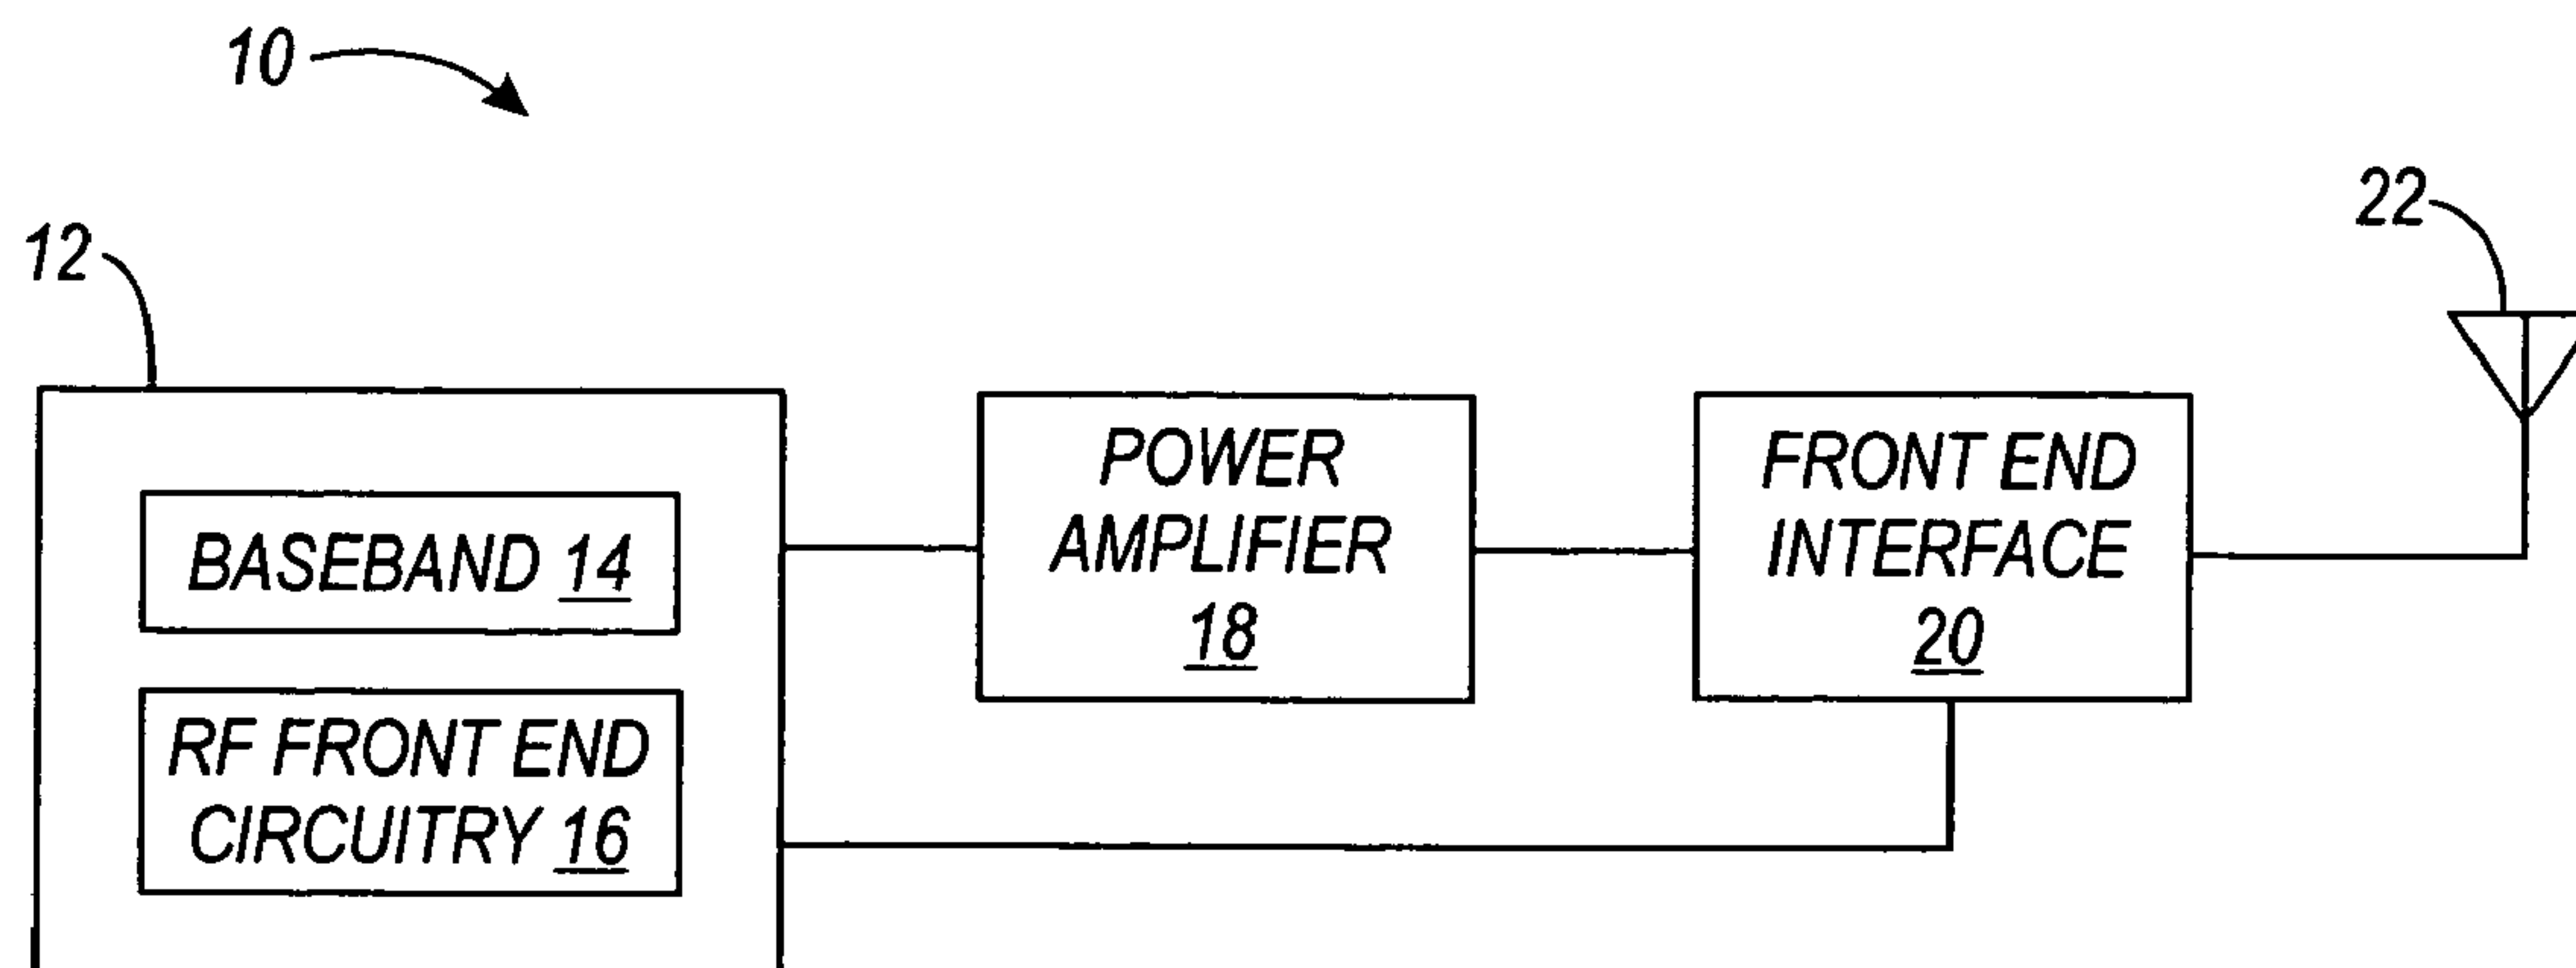 10
12
22
BASEBAND 14
RF FRONT END
CIRCUITRY 16
POWER
AMPLIFIER
18
FRONT END
INTERFACE
20